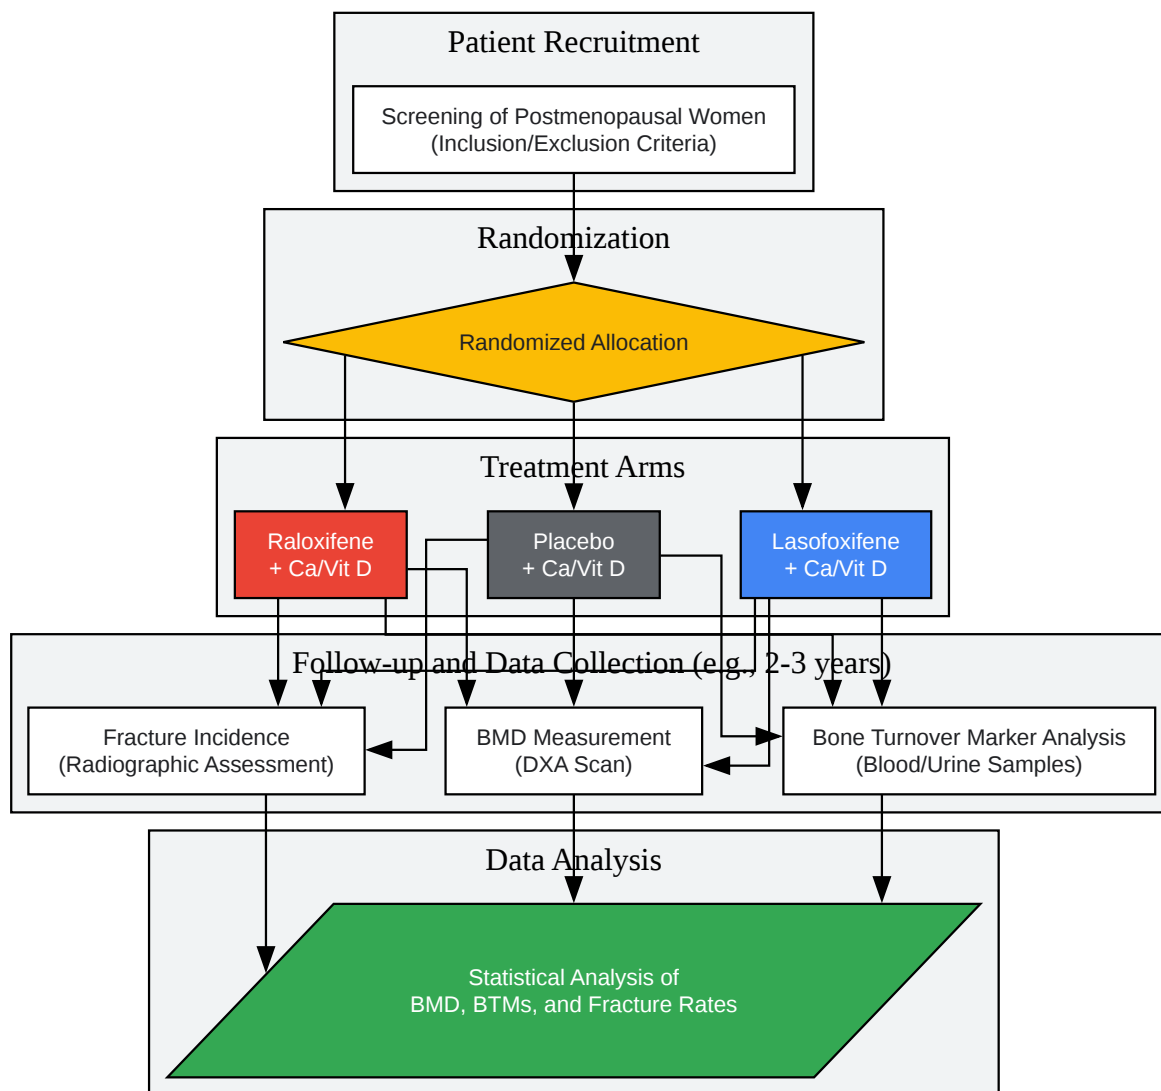 Patient Recruitment
Screening of Postmenopausal Women
(Inclusion/Exclusion Criteria)
Randomization
Randomized Allocation
Treatment Arms
Raloxifene
+ Ca/Vit D
Placebo
+ Ca/Vit D
Lasofoxifene
+ Ca/Vit D
Follow-up and Data Collection (e.g., 2-3 years)
Fracture Incidence
(Radiographic Assessment)
BMD Measurement
(DXA Scan)
Bone Turnover Marker Analysis
(Blood/Urine Samples)
Data Analysis
Statistical Analysis of
BMD, BTMs, and Fracture Rates